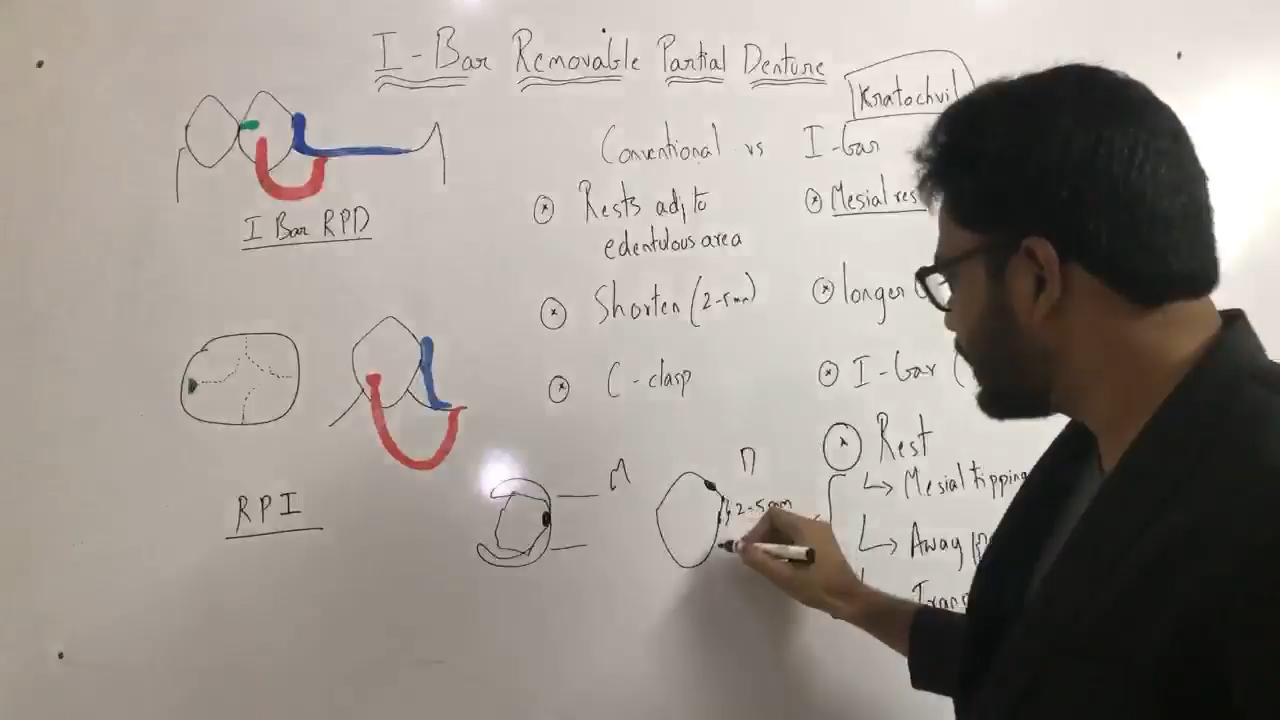 I-Bar Removable Partial Denture
Kratochvil
Conventional vs I-bar
Rests adj to
edentulous area
Mesial res
I Bar RPD
Shorten (2-5mm)
longer
C-clasp
I-bar (
Rest
Mesial tipping
Away
RPI
M
2-5mm